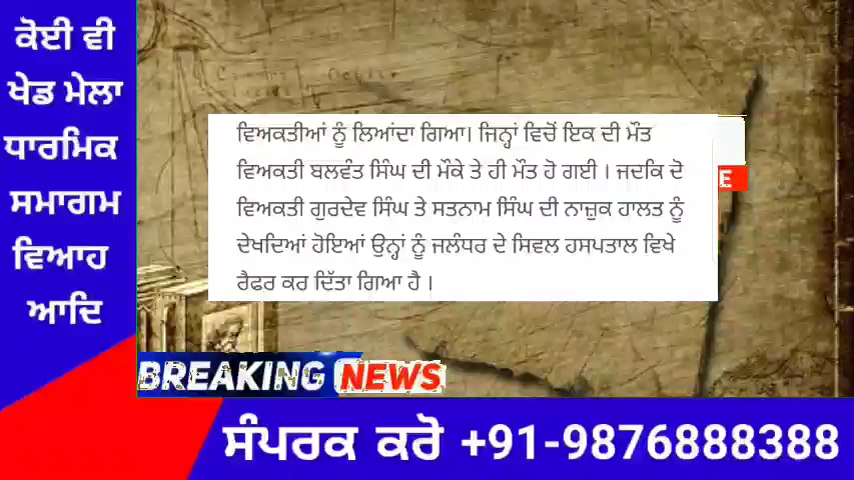 ਕੋਈ ਵੀ
ਖੇਡ ਮੇਲਾ
ਧਾਰਮਿਕ
ਸਮਾਗਮ
ਵਿਆਹ
ਆਦਿ
ਵਿਅਕਤੀਆਂ ਨੂੰ ਲਿਆਂਦਾ ਗਿਆ। ਜਿਨ੍ਹਾਂ ਵਿਚੋਂ ਇਕ ਦੀ ਮੌਤ
ਵਿਅਕਤੀ ਬਲਵੰਤ ਸਿੰਘ ਦੀ ਮੌਕੇ ਤੇ ਹੀ ਮੌਤ ਹੋ ਗਈ । ਜਦਕਿ ਦੋ
ਵਿਅਕਤੀ ਗੁਰਦੇਵ ਸਿੰਘ ਤੇ ਸਤਨਾਮ ਸਿੰਘ ਦੀ ਨਾਜ਼ੁਕ ਹਾਲਤ ਨੂੰ
ਦੇਖਦਿਆਂ ਹੋਇਆਂ ਉਨ੍ਹਾਂ ਨੂੰ ਜਲੰਧਰ ਦੇ ਸਿਵਲ ਹਸਪਤਾਲ ਵਿਖੇ
ਰੈਫਰ ਕਰ ਦਿੱਤਾ ਗਿਆ ਹੈ ।
BREAKING NEWS
ਸੰਪਰਕ ਕਰੋ +91-9876888388